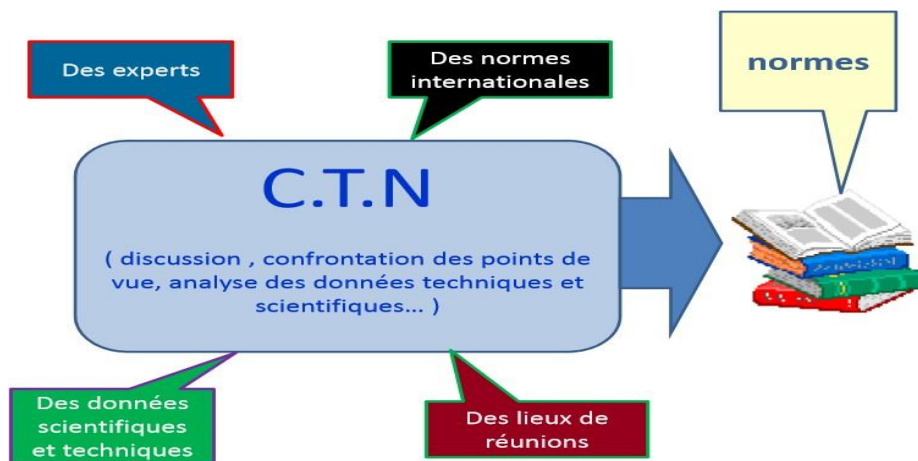 Des experts
Des normes
internationales
normes
C.T.N
( discussion , confrontation des points de
vue, analyse des données techniques et
scientifiques... )
Des données
scientifiques
et techniques
Des lieux de
réunions